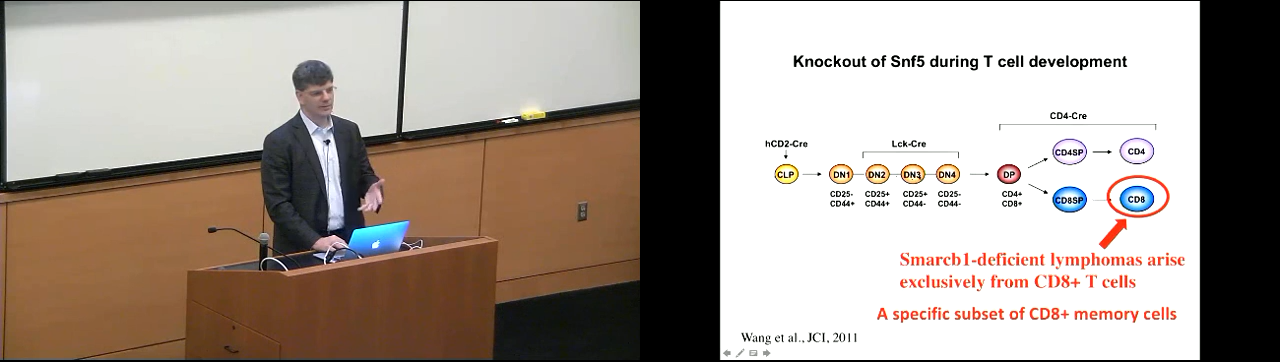 Knockout of Snf5 during T cell development
CD4-Cre
hCD2-Cre
Lck-Cre
CD4SP
CD4
CLP
DN1
DN2
DN3
DN4
DP
CD25-
CD44+
CD25+
CD44+
CD25+
CD44-
CD25-
CD44-
CD4+
CD8+
CD8SP
CD8
Smarcb1-deficient lymphomas arise
exclusively from CD8+ T cells
A specific subset of CD8+ memory cells
Wang et al., JCI, 2011